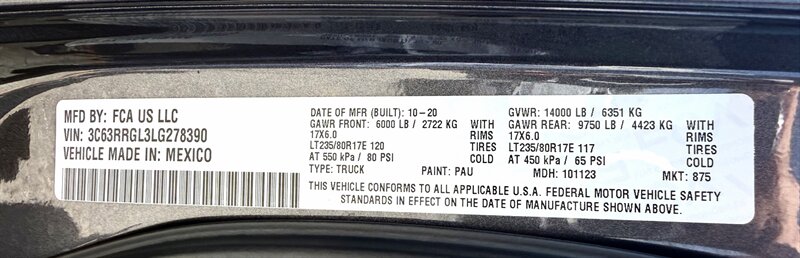 MFD BY: FCA US LLC
VIN: 3C63RRGL3LG278390
VEHICLE MADE IN: MEXICO
DATE OF MFR (BUILT): 10-20
GAWR FRONT: 6000 LB / 2722 KG WITH
17X6.0 RIMS
LT235/80R17E 120 TIRES
AT 550 kPa / 80 PSI COLD
TYPE: TRUCK PAINT: PAU
GVWR: 14000 LB / 6351 KG
GAWR REAR: 9750 LB / 4423 KG WITH
17X6.0 RIMS
LT235/80R17E 117 TIRES
AT 450 kPa / 65 PSI COLD
MDH: 101123 MKT: 875
THIS VEHICLE CONFORMS TO ALL APPLICABLE U.S.A. FEDERAL MOTOR VEHICLE SAFETY
STANDARDS IN EFFECT ON THE DATE OF MANUFACTURE SHOWN ABOVE.